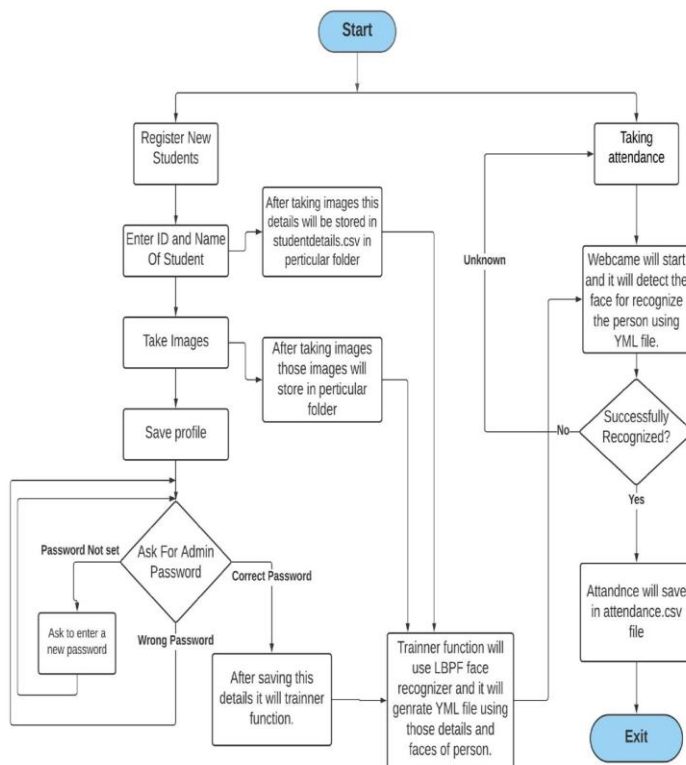 Start
Register New
Students
Taking
attendance
Enter ID and Name
Of Student
After taking images this
details will be stored in
studentdetails.csv in
perticular folder
Unknown
Webcame will start
and it will detect the
face for recognize
the person using
YML file.
Take Images
After taking images
those images will
store in perticular
folder
Save profile
Successfully
Recognized?
No
Yes
Password Not set
Ask For Admin
Password
Correct Password
Wrong Password
Ask to enter a
new password
After saving this
details it will trainner
function.
Trainner function will
use LBPF face
recognizer and it will
genrate YML file using
those details and
faces of person.
Attandnce will save
in attendance.csv
file
Exit